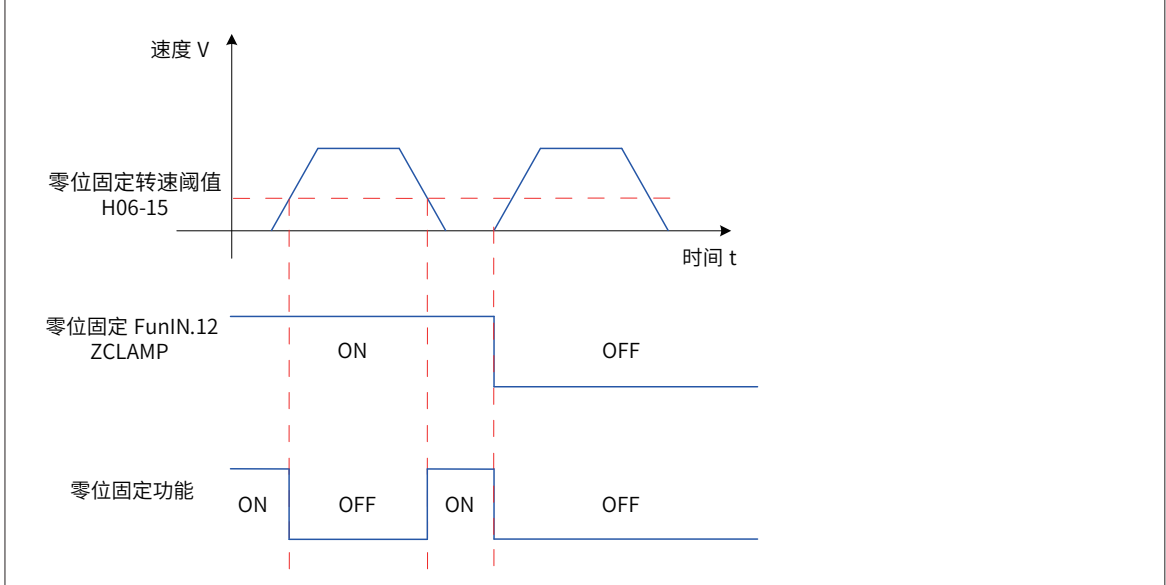 速度 V
零位固定转速阈值
H06-15
时间 t
零位固定 FunIN.12
ZCLAMP
ON
OFF
零位固定功能
ON
OFF
ON
OFF